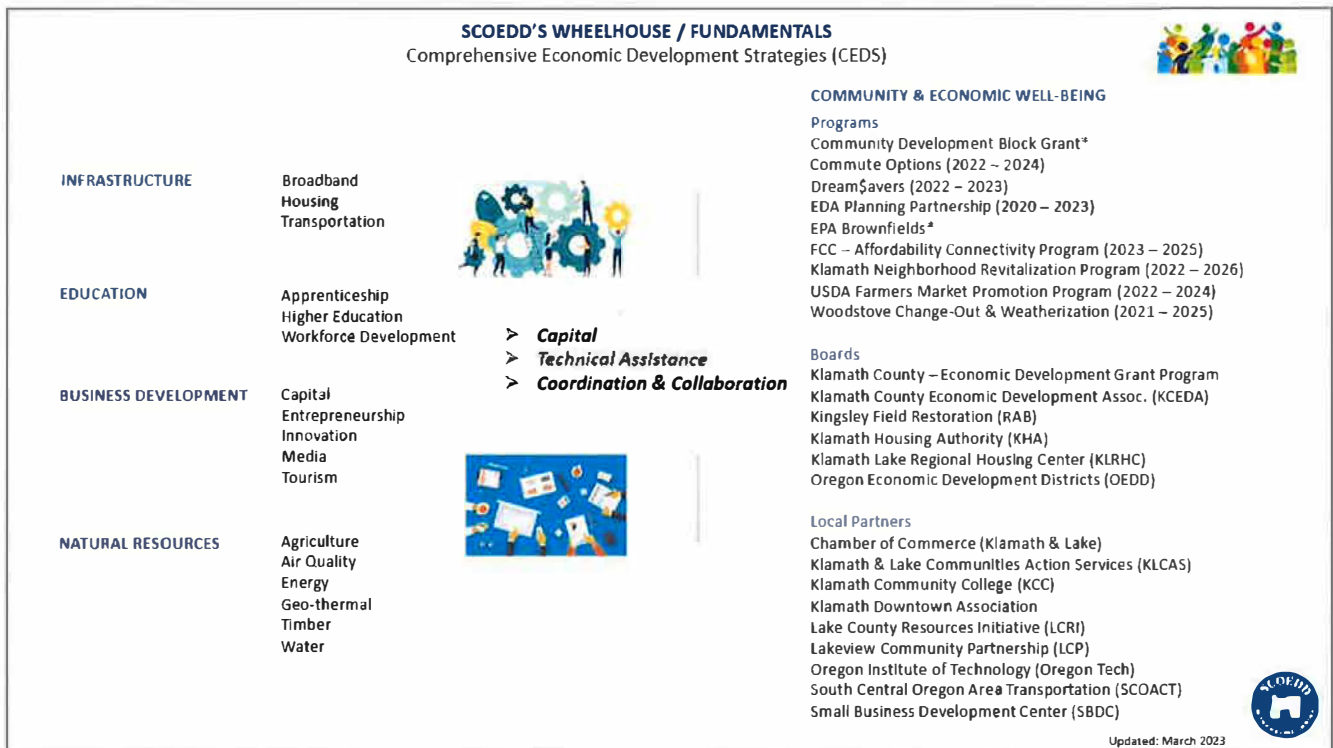 SCOEDD'S WHEELHOUSE / FUNDAMENTALS
Comprehensive Economic Development Strategies (CEDS)
INFRASTRUCTURE
Broadband
Housing
Transportation
EDUCATION
Apprenticeship
Higher Education
Workforce Development
BUSINESS DEVELOPMENT
Capital
Entrepreneurship
Innovation
Media
Tourism
NATURAL RESOURCES
Agriculture
Air Quality
Energy
Geo-thermal
Timber
Water
➢ Capital
➢ Technical Assistance
➢ Coordination & Collaboration
COMMUNITY & ECONOMIC WELL-BEING
Programs
Community Development Block Grant*
Commute Options (2022 – 2024)
Dream$avers (2022 – 2023)
EDA Planning Partnership (2020 – 2023)
EPA Brownfields*
FCC – Affordability Connectivity Program (2023 – 2025)
Klamath Neighborhood Revitalization Program (2022 – 2026)
USDA Farmers Market Promotion Program (2022 – 2024)
Woodstove Change-Out & Weatherization (2021 – 2025)
Boards
Klamath County – Economic Development Grant Program
Klamath County Economic Development Assoc. (KCEDA)
Kingsley Field Restoration (RAB)
Klamath Housing Authority (KHA)
Klamath Lake Regional Housing Center (KLRHC)
Oregon Economic Development Districts (OEDD)
Local Partners
Chamber of Commerce (Klamath & Lake)
Klamath & Lake Communities Action Services (KLCAS)
Klamath Community College (KCC)
Klamath Downtown Association
Lake County Resources Initiative (LCRI)
Lakeview Community Partnership (LCP)
Oregon Institute of Technology (Oregon Tech)
South Central Oregon Area Transportation (SCOACT)
Small Business Development Center (SBDC)
SCOEDD
Updated: March 2023